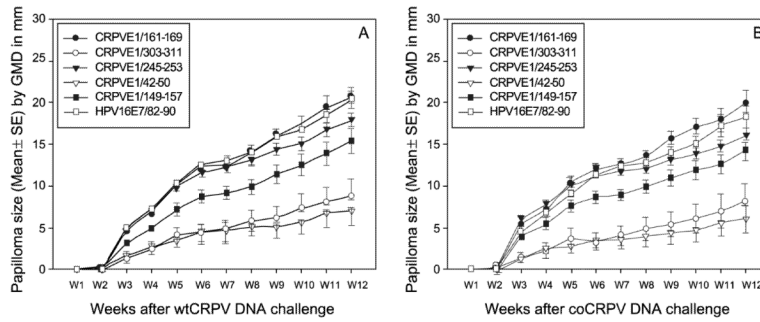 Papilloma size (Mean± SE) by GMD in mm
30
25
20
15
10
5
0
CRPVE1/161-169
CRPVE1/303-311
CRPVE1/245-253
CRPVE1/42-50
CRPVE1/149-157
HPV16E7/82-90
A
W1 W2 W3 W4 W5 W6 W7 W8 W9 W10 W11 W12
Weeks after wtCRPV DNA challenge
Papilloma size (Mean± SE) by GMD in mm
30
25
20
15
10
5
0
CRPVE1/161-169
CRPVE1/303-311
CRPVE1/245-253
CRPVE1/42-50
CRPVE1/149-157
HPV16E7/82-90
B
W1 W2 W3 W4 W5 W6 W7 W8 W9 W10 W11 W12
Weeks after coCRPV DNA challenge